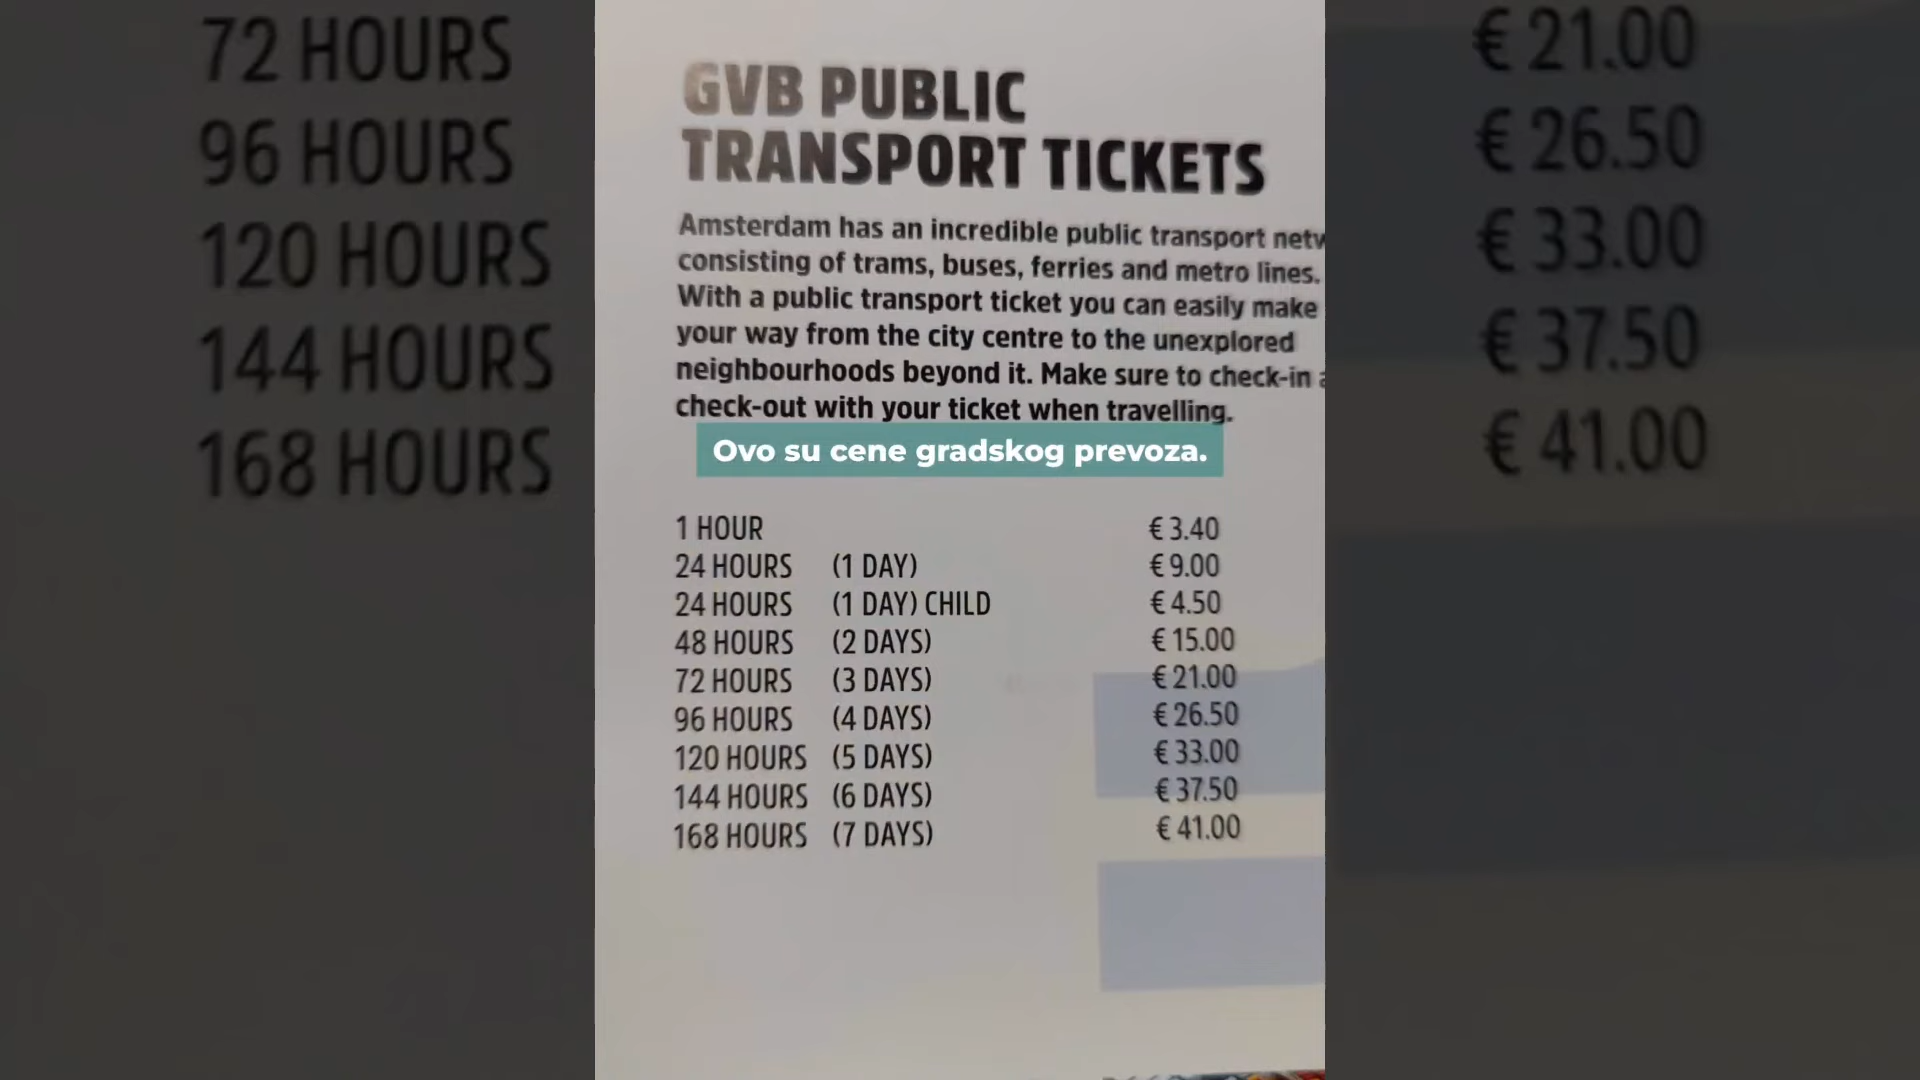 72 HOURS € 21.00
96 HOURS € 26.50
120 HOURS € 33.00
144 HOURS € 37.50
168 HOURS € 41.00
GVB PUBLIC
TRANSPORT TICKETS
Amsterdam has an incredible public transport
consisting of trams, buses, ferries and metro lines.
With a public transport ticket you can easily make
your way from the city centre to the unexplored
neighbourhoods beyond it. Make sure to check-in
check-out with your ticket when travelling.
Ovo su cene gradskog prevoza.
1 HOUR € 3.40
24 HOURS (1 DAY) € 9.00
24 HOURS (1 DAY) CHILD € 4.50
48 HOURS (2 DAYS) € 15.00
72 HOURS (3 DAYS) € 21.00
96 HOURS (4 DAYS) € 26.50
120 HOURS (5 DAYS) € 33.00
144 HOURS (6 DAYS) € 37.50
168 HOURS (7 DAYS) € 41.00